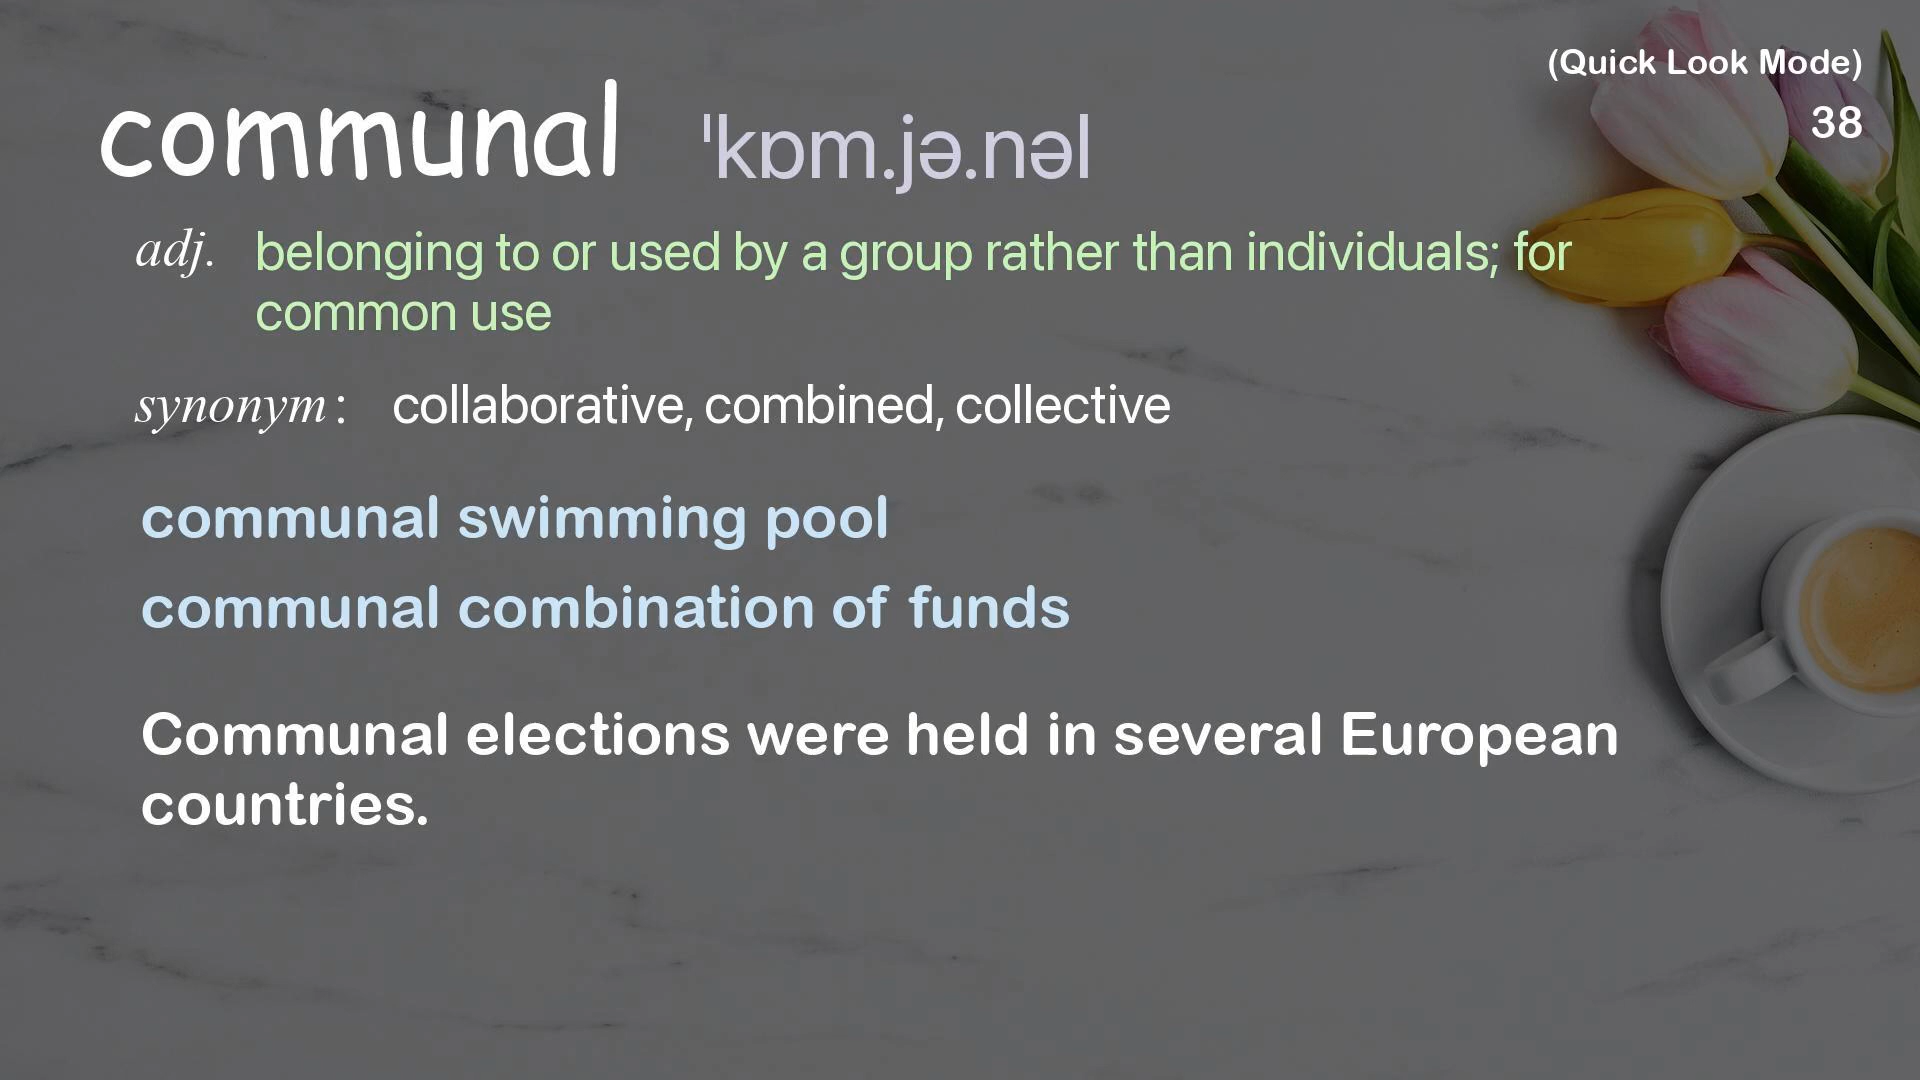 (Quick Look Mode)
38
communal ˈkɒm.jə.nəl
adj. belonging to or used by a group rather than individuals; for
common use
synonym : collaborative, combined, collective
communal swimming pool
communal combination of funds
Communal elections were held in several European
countries.